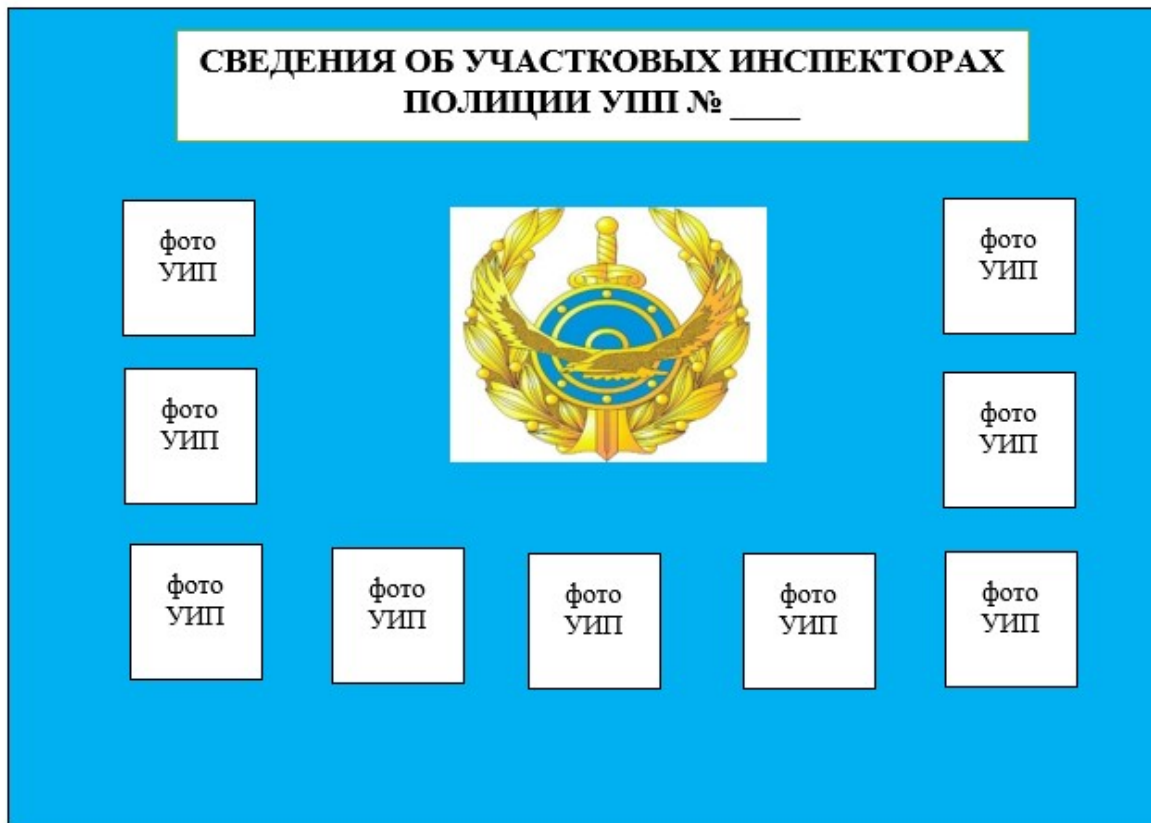 СВЕДЕНИЯ ОБ УЧАСТКОВЫХ ИНСПЕКТОРАХ
ПОЛИЦИИ УПП № ____
фото
УИП
фото
УИП
фото
УИП
фото
УИП
фото
УИП
фото
УИП
фото
УИП
фото
УИП
фото
УИП